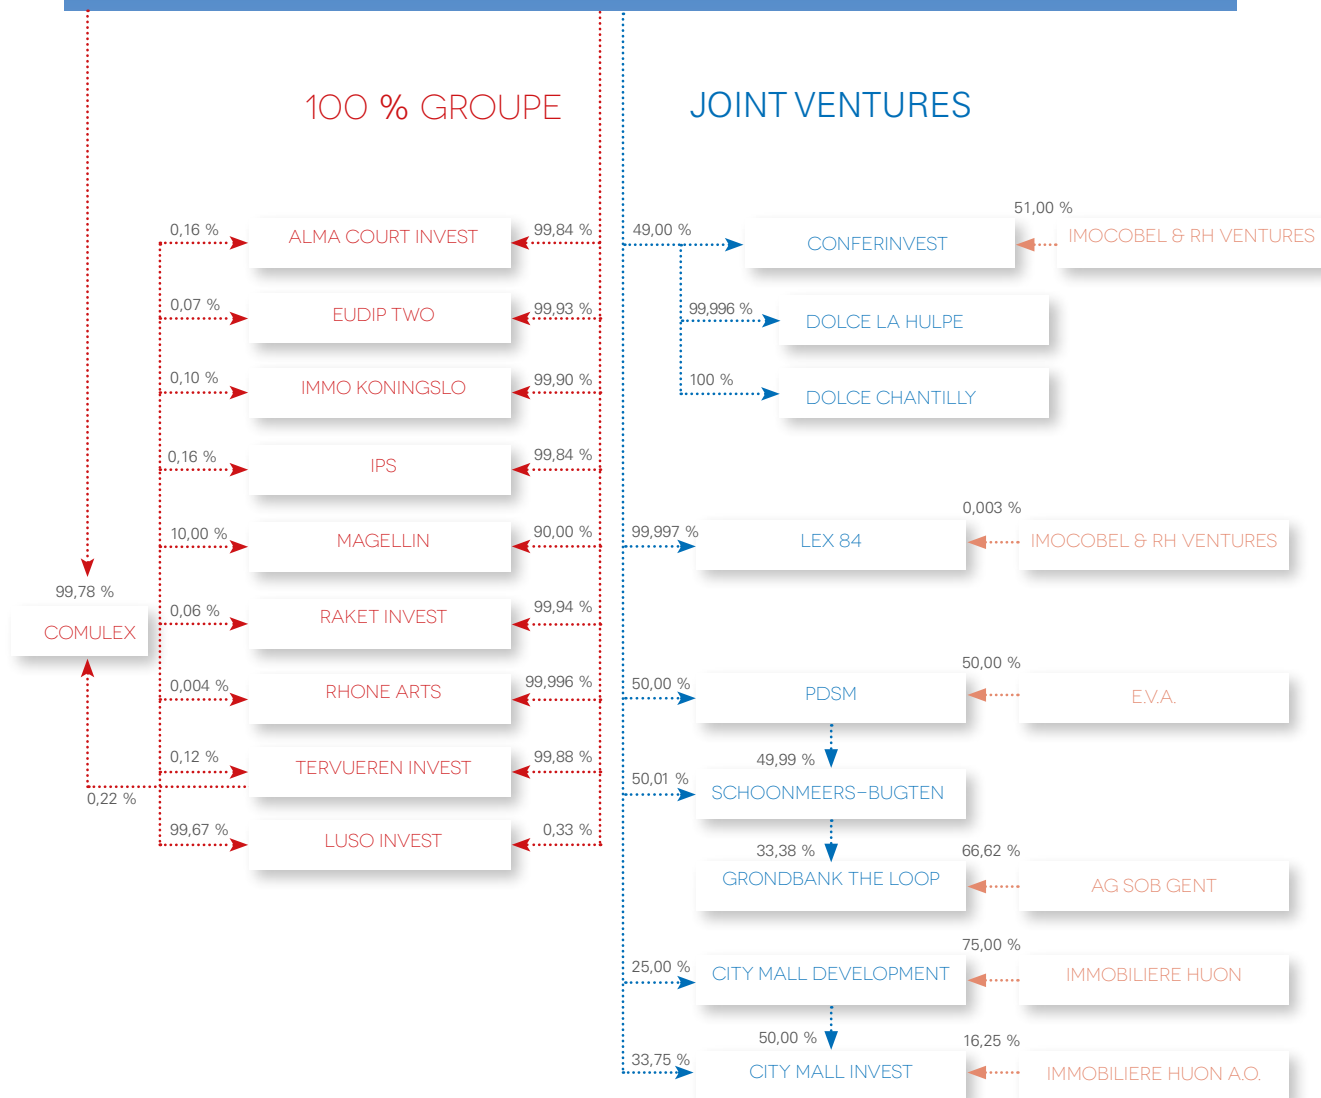 100 % GROUPE
JOINT VENTURES
0,16 %
ALMA COURT INVEST
99,84 %
0,07 %
EUDIP TWO
99,93 %
0,10 %
IMMO KONINGSLO
99,90 %
0,16 %
IPS
99,84 %
10,00 %
MAGELLIN
90,00 %
0,06 %
RAKET INVEST
99,94 %
0,004 %
RHONE ARTS
99,996 %
0,12 %
TERVUEREN INVEST
99,88 %
99,67 %
LUSO INVEST
0,33 %
99,78 %
COMULEX
0,22 %
49,00 %
CONFERINVEST
51,00 %
IMOCOBEL & RH VENTURES
99,996 %
DOLCE LA HULPE
100 %
DOLCE CHANTILLY
99,997 %
LEX 84
0,003 %
IMOCOBEL & RH VENTURES
50,00 %
PDSM
50,00 %
E.V.A.
49,99 %
50,01 %
SCHOONMEERS-BUGTEN
33,38 %
GRONDBANK THE LOOP
66,62 %
AG SOB GENT
25,00 %
CITY MALL DEVELOPMENT
75,00 %
IMMOBILIERE HUON
50,00 %
33,75 %
CITY MALL INVEST
16,25 %
IMMOBILIERE HUON A.O.